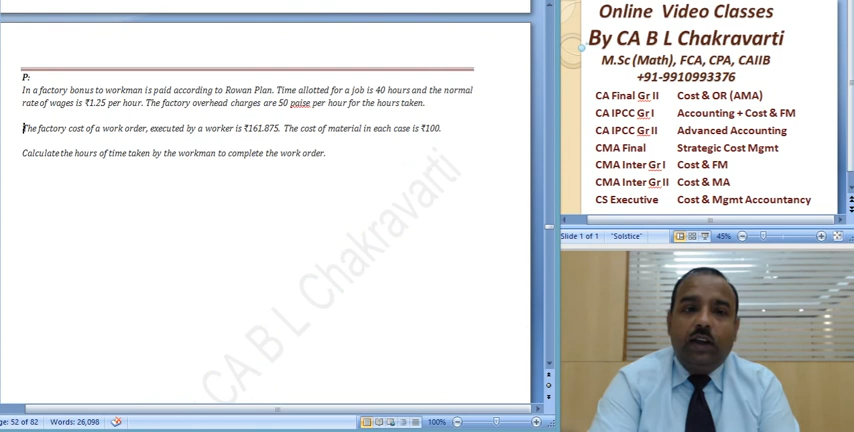 P:
In a factory bonus to workman is paid according to Rowan Plan. Time allotted for a job is 40 hours and the normal
rate of wages is ₹1.25 per hour. The factory overhead charges are 50 paise per hour for the hours taken.
The factory cost of a work order, executed by a worker is ₹161.875. The cost of material in each case is ₹100.
Calculate the hours of time taken by the workman to complete the work order.
CA B L Chakravarti
ge: 52 of 82 Words: 26,098 100%
Online Video Classes
By CA B L Chakravarti
M.Sc (Math), FCA, CPA, CAIIB
+91-9910993376
CA Final Gr II Cost & OR (AMA)
CA IPCC Gr I Accounting + Cost & FM
CA IPCC Gr II Advanced Accounting
CMA Final Strategic Cost Mgmt
CMA Inter Gr I Cost & FM
CMA Inter Gr II Cost & MA
CS Executive Cost & Mgmt Accountancy
Slide 1 of 1 "Solstice" 45%